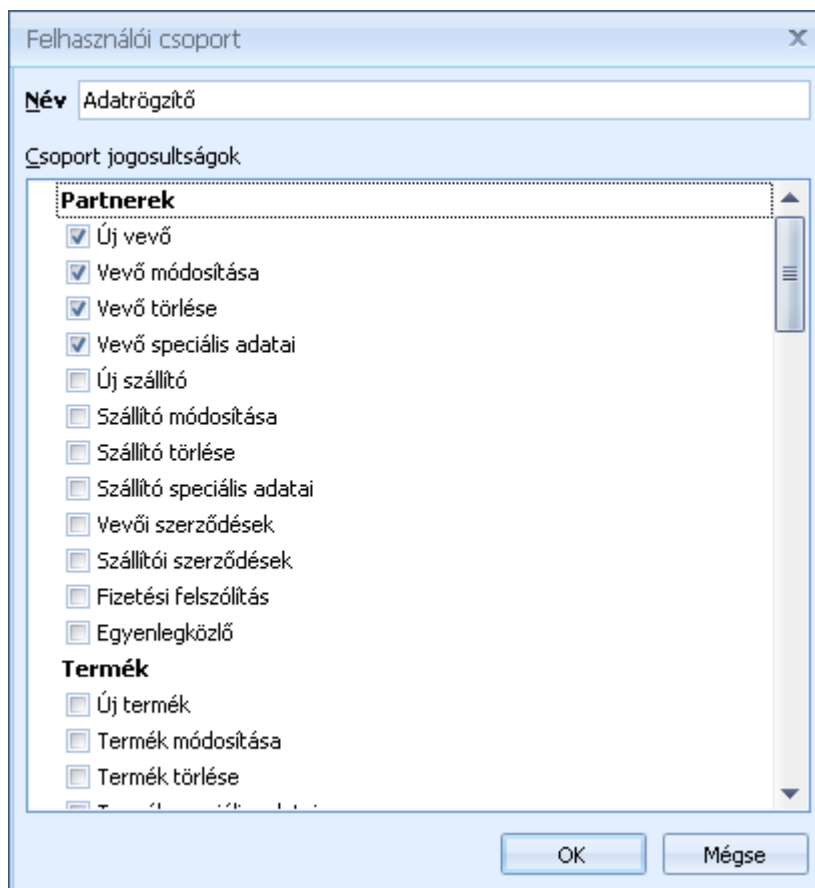 Felhasználói csoport
Név Adatrögzítő
Csoport jogosultságok
Partnerek
Új vevő
Vevő módosítása
Vevő törlése
Vevő speciális adatai
Új szállító
Szállító módosítása
Szállító törlése
Szállító speciális adatai
Vevői szerződések
Szállítói szerződések
Fizetési felszólítás
Egyenlegközlő
Termék
Új termék
Termék módosítása
Termék törlése
OK Mégse